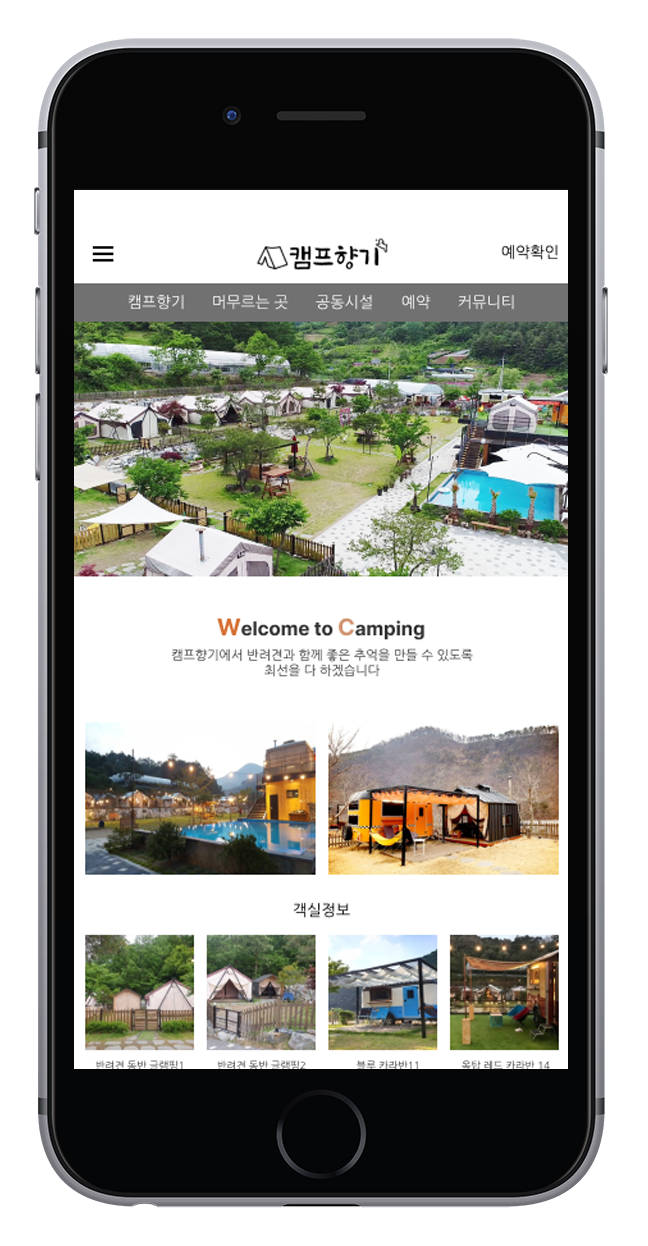 캠프향기
예약확인
캠프향기 머무르는 곳 공동시설 예약 커뮤니티
Welcome to Camping
캠프향기에서 반려견과 함께 좋은 추억을 만들 수 있도록
최선을 다 하겠습니다
객실정보
반려견 동반 글램핑1 반려견 동반 글램핑2 블루 카라반11 옥탑 레드 카라반 14